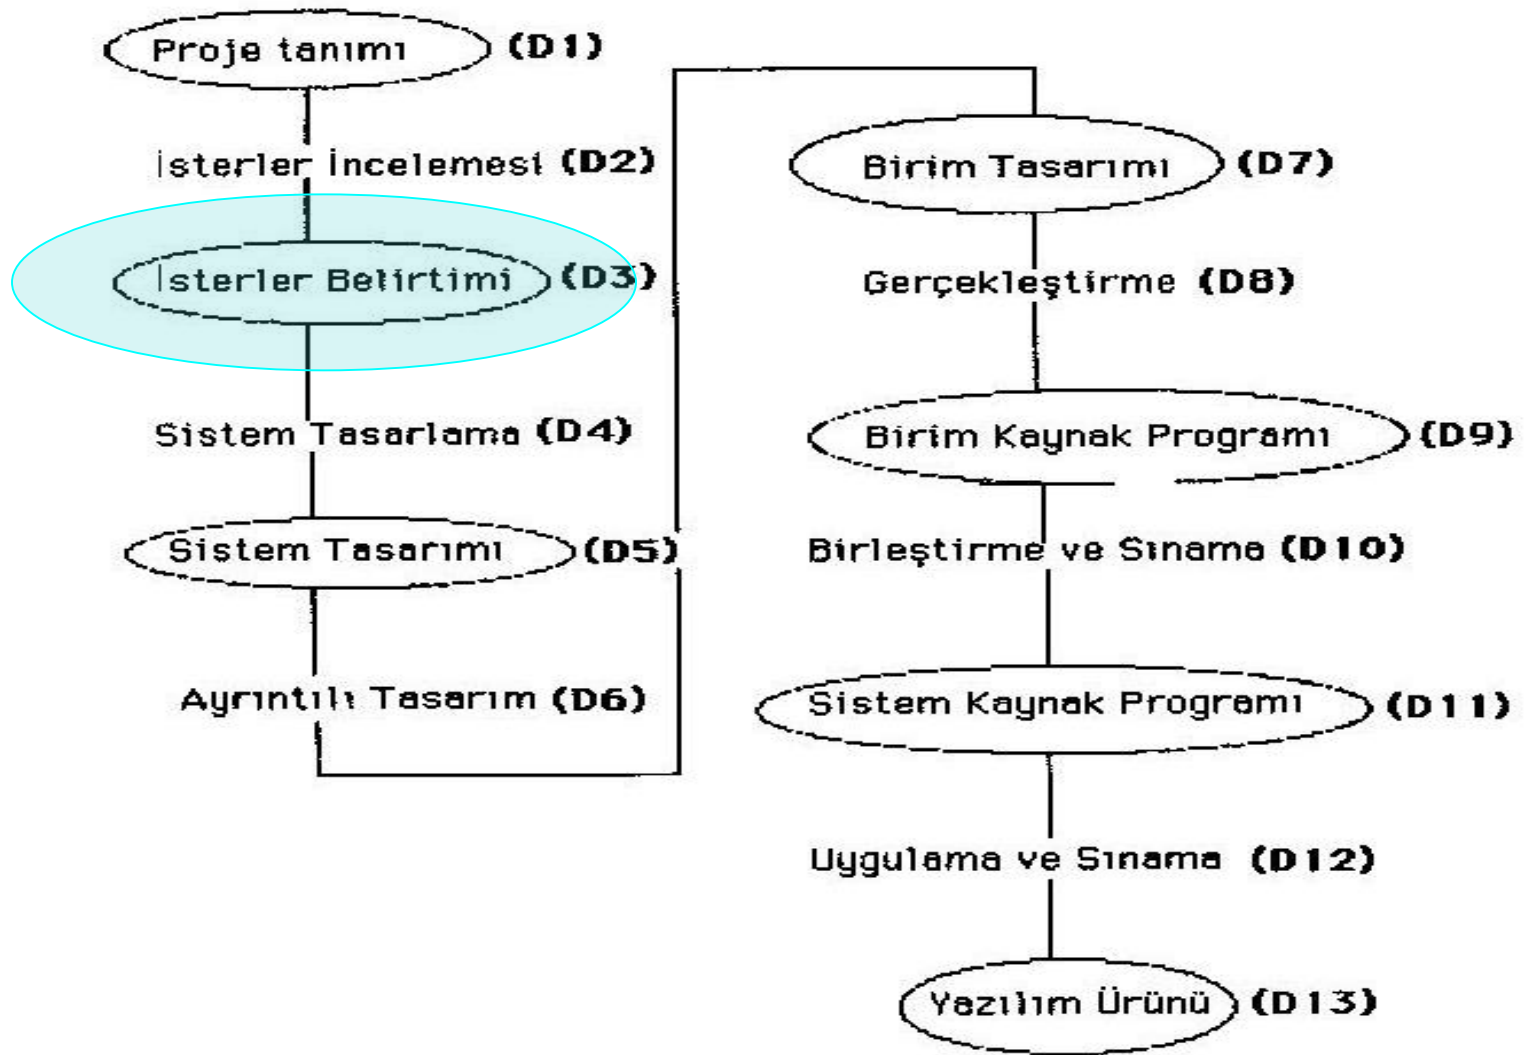 Proje tanımı (D1)
İsterler İncelemesi (D2)
İsterler Belirtimi (D3)
Sistem Tasarlama (D4)
Sistem Tasarımı (D5)
Ayrıntılı Tasarım (D6)
Birim Tasarımı (D7)
Gerçekleştirme (D8)
Birim Kaynak Programı (D9)
Birleştirme ve Sınama (D10)
Sistem Kaynak Programı (D11)
Uygulama ve Sınama (D12)
Yazılım Ürünü (D13)